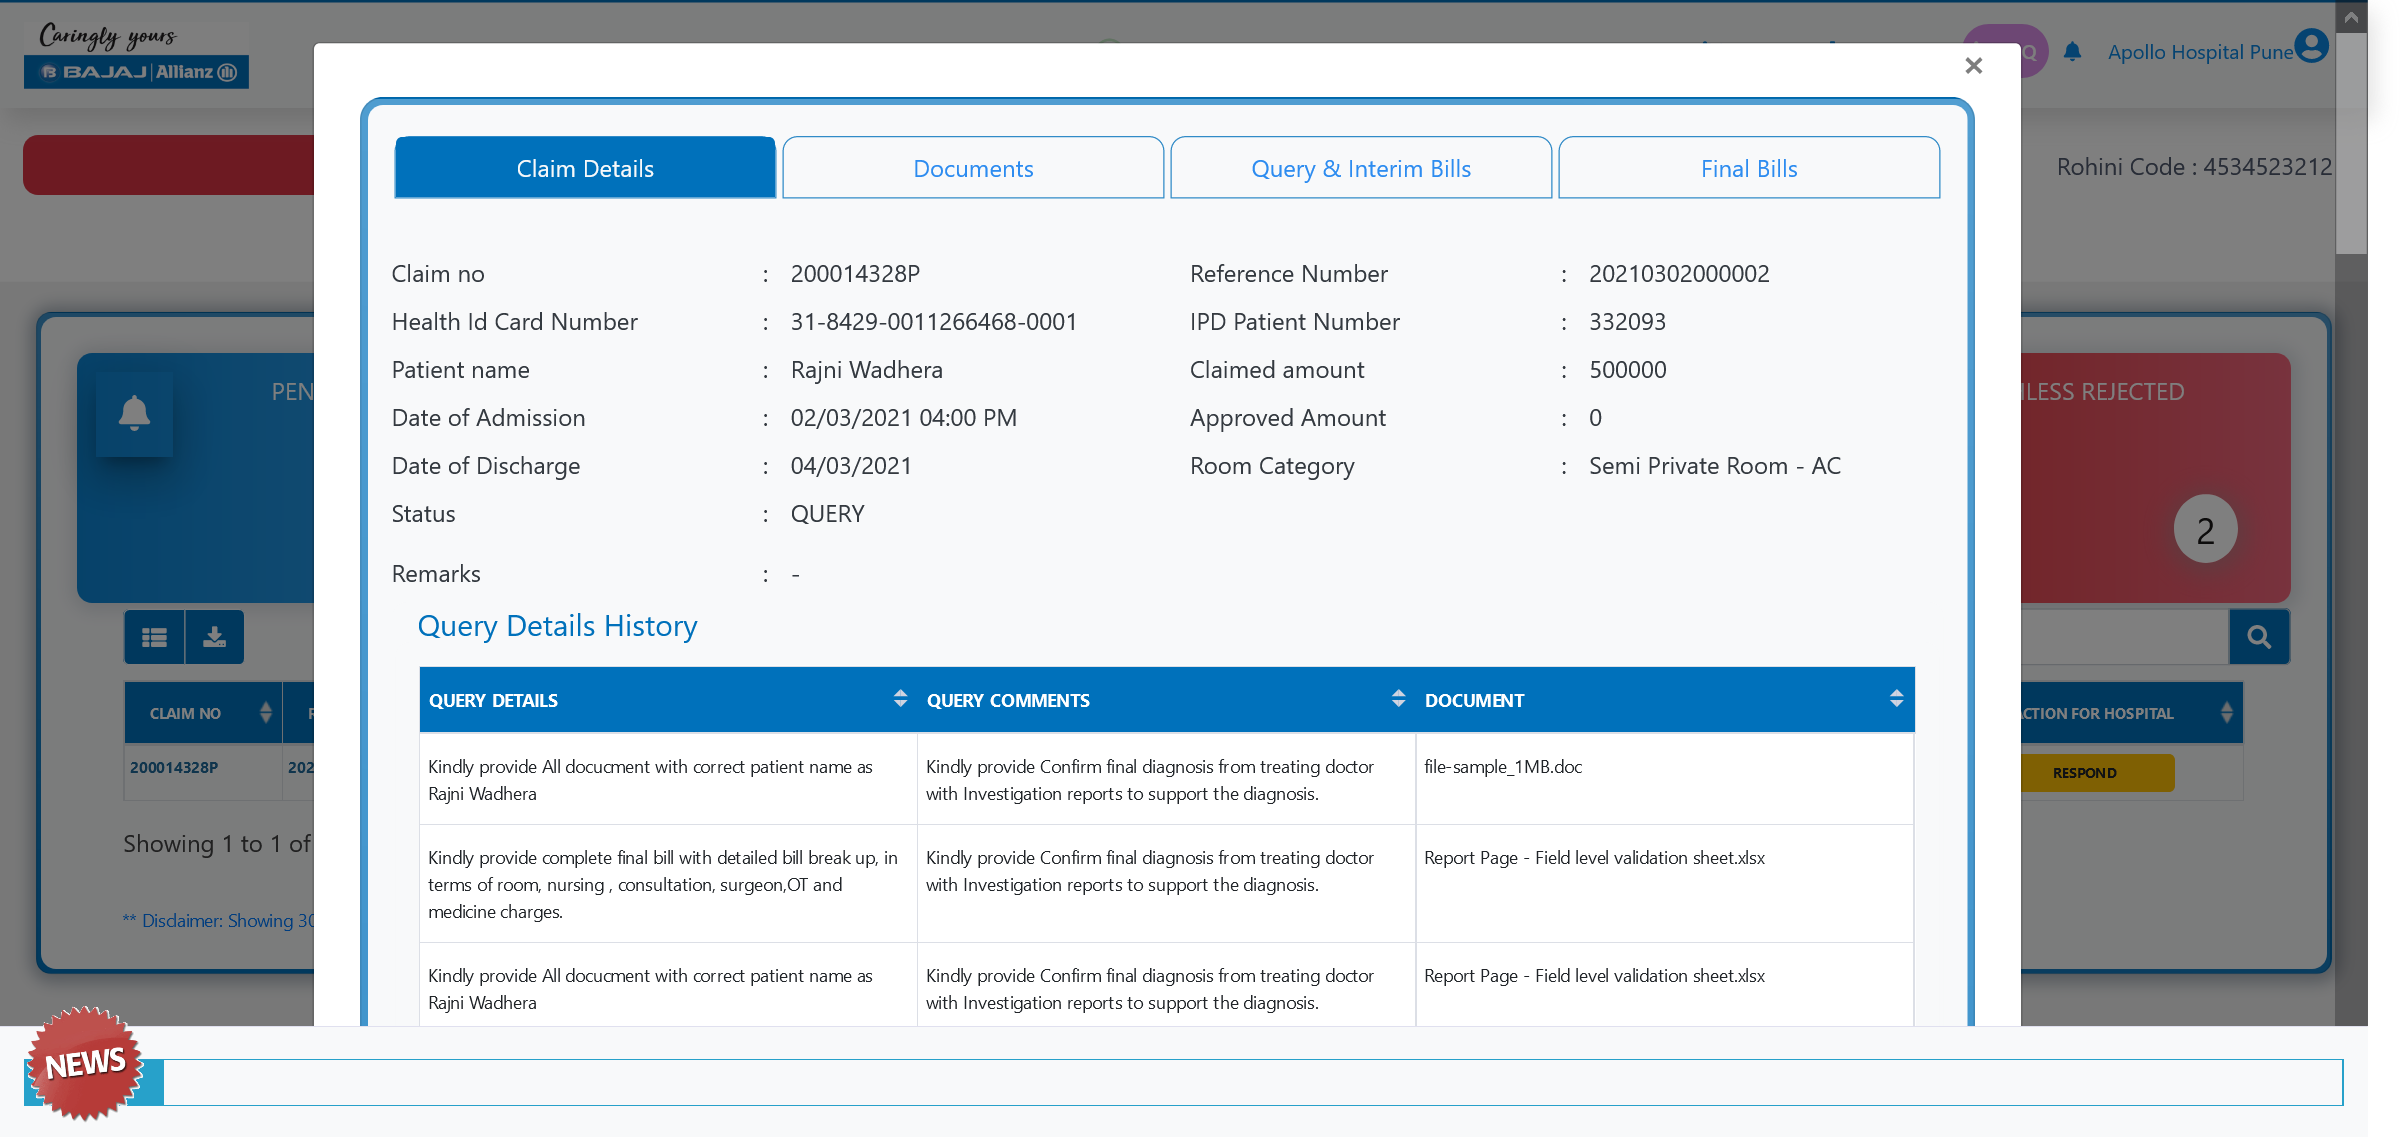 Caringly yours
BAJAJ | Allianz
Q
Apollo Hospital Pune
Rohini Code : 4534523212
Claim Details
Documents
Query & Interim Bills
Final Bills
Claim no : 200014328P
Reference Number : 20210302000002
Health Id Card Number : 31-8429-0011266468-0001
IPD Patient Number : 332093
Patient name : Rajni Wadhera
Claimed amount : 500000
Date of Admission : 02/03/2021 04:00 PM
Approved Amount : 0
Date of Discharge : 04/03/2021
Room Category : Semi Private Room - AC
Status : QUERY
Remarks : -
PEN
REJECTED
2
Query Details History
QUERY DETAILS QUERY COMMENTS DOCUMENT
Kindly provide All docucment with correct patient name as
Rajni Wadhera
Kindly provide Confirm final diagnosis from treating doctor
with Investigation reports to support the diagnosis.
file-sample_1MB.doc
Kindly provide complete final bill with detailed bill break up, in
terms of room, nursing , consultation, surgeon,OT and
medicine charges.
Kindly provide Confirm final diagnosis from treating doctor
with Investigation reports to support the diagnosis.
Report Page - Field level validation sheet.xlsx
Kindly provide All docucment with correct patient name as
Rajni Wadhera
Kindly provide Confirm final diagnosis from treating doctor
with Investigation reports to support the diagnosis.
Report Page - Field level validation sheet.xlsx
CLAIM NO
ACTION FOR HOSPITAL
200014328P
202
RESPOND
Showing 1 to 1 of
** Disclaimer: Showing 30
NEWS